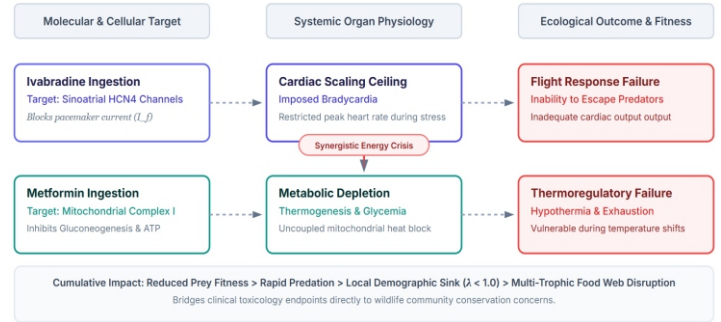 Molecular & Cellular Target
Systemic Organ Physiology
Ecological Outcome & Fitness
Ivabradine Ingestion
Target: Sinoatrial HCN4 Channels
Blocks pacemaker current (I_f)
Cardiac Scaling Ceiling
Imposed Bradycardia
Restricted peak heart rate during stress
Flight Response Failure
Inability to Escape Predators
Inadequate cardiac output output
Synergistic Energy Crisis
Metformin Ingestion
Target: Mitochondrial Complex I
Inhibits Gluconeogenesis & ATP
Metabolic Depletion
Thermogenesis & Glycemia
Uncoupled mitochondrial heat block
Thermoregulatory Failure
Hypothermia & Exhaustion
Vulnerable during temperature shifts
Cumulative Impact: Reduced Prey Fitness > Rapid Predation > Local Demographic Sink (λ < 1.0) > Multi-Trophic Food Web Disruption
Bridges clinical toxicology endpoints directly to wildlife community conservation concerns.